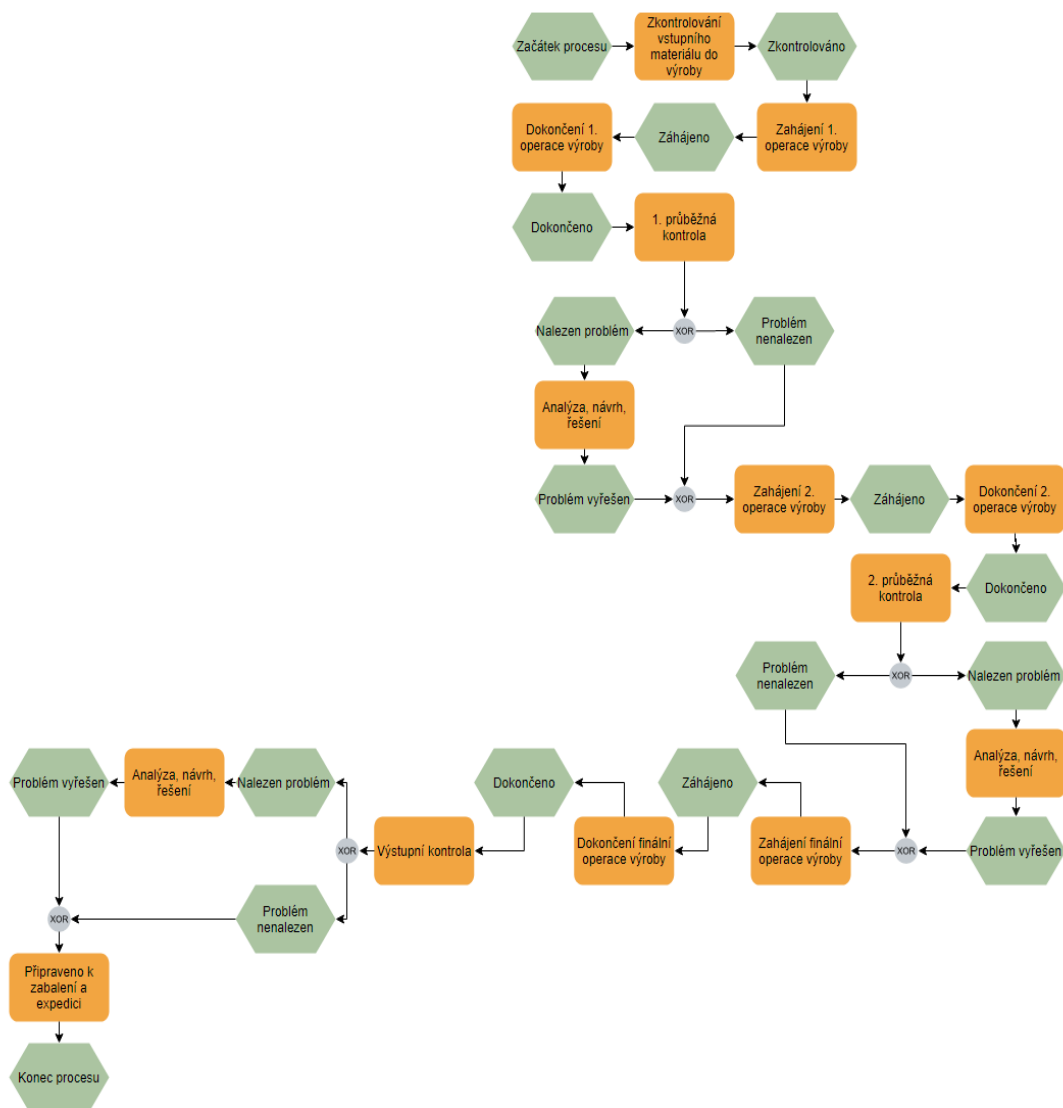 Začátek procesu
Zkontrolování
vstupního
materiálu do
výroby
Zkontrolováno
Dokončení 1.
operace výroby
Záhájeno
Zahájení 1.
operace výroby
Dokončeno
1. průběžná
kontrola
Nalezen problém
XOR
Problém
nenalezen
Analýza, návrh,
řešení
Problém vyřešen
XOR
Zahájení 2.
operace výroby
Záhájeno
Dokončení 2.
operace výroby
2. průběžná
kontrola
Dokončeno
Problém
nenalezen
XOR
Nalezen problém
Analýza, návrh,
řešení
Problém vyřešen
XOR
Zahájení finální
operace výroby
Záhájeno
Dokončení finální
operace výroby
Dokončeno
Výstupní kontrola
XOR
Nalezen problém
Analýza, návrh,
řešení
Problém vyřešen
Problém
nenalezen
XOR
Připraveno k
zabalení a
expedici
Konec procesu